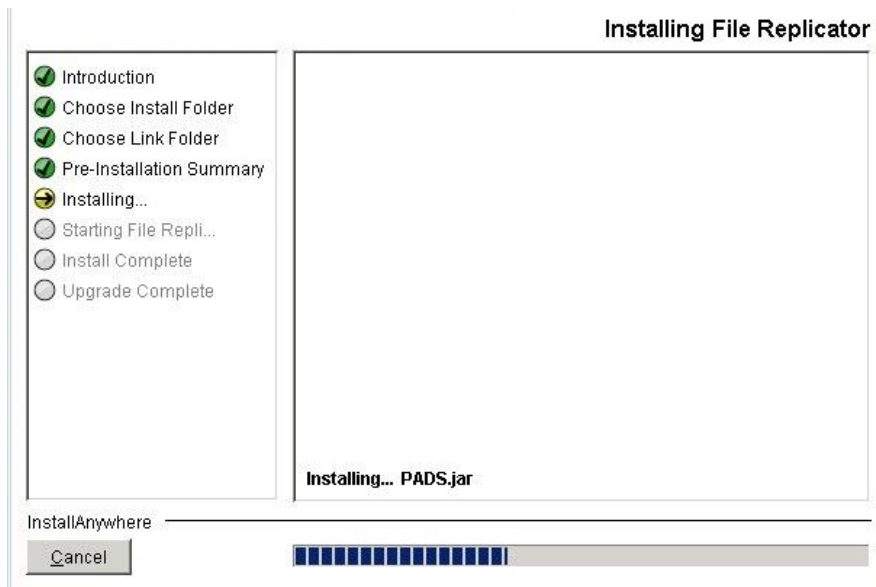 Installing File Replicator
Introduction
Choose Install Folder
Choose Link Folder
Pre-Installation Summary
Installing...
Starting File Repli...
Install Complete
Upgrade Complete
Installing... PADS.jar
InstallAnywhere
Cancel